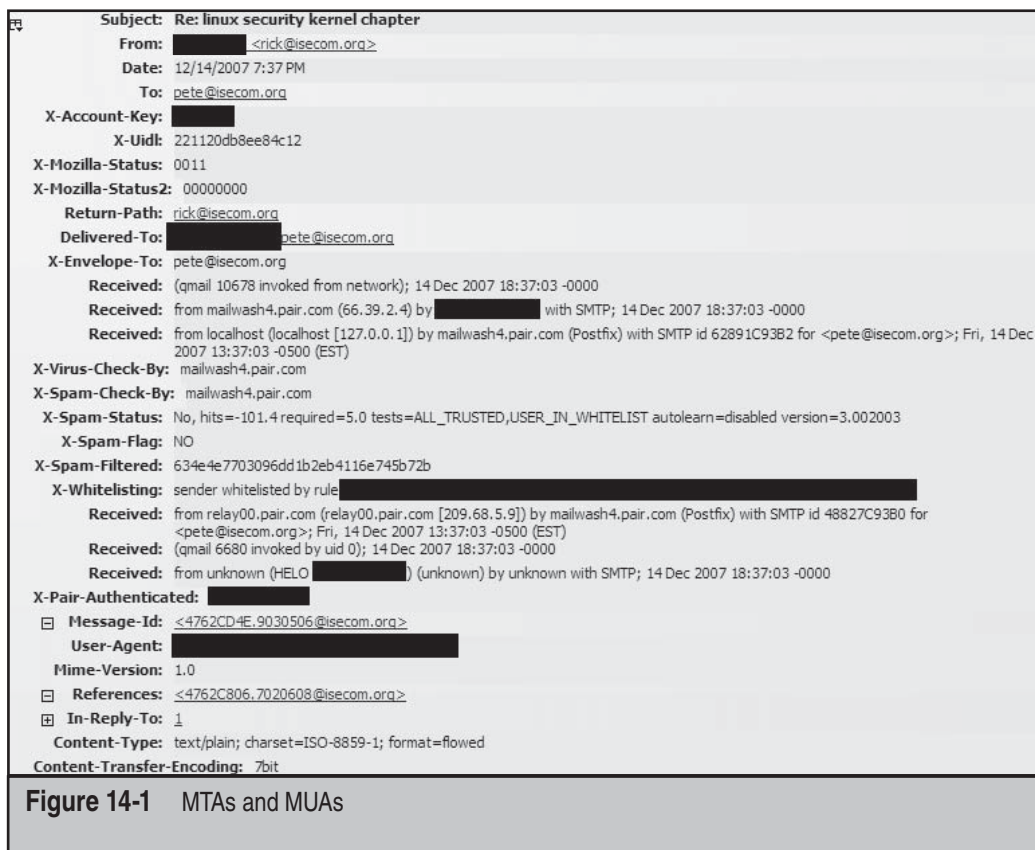 Subject: Re: linux security kernel chapter
From: <rick@isecom.org>
Date: 12/14/2007 7:37 PM
To: pete@isecom.org
X-Account-Key:
X-Uidl: 221120db8ee84c12
X-Mozilla-Status: 0011
X-Mozilla-Status2: 00000000
Return-Path: rick@isecom.org
Delivered-To: pete@isecom.org
X-Envelope-To: pete@isecom.org
Received: (qmail 10678 invoked from network); 14 Dec 2007 18:37:03 -0000
Received: from mailwash4.pair.com (66.39.2.4) by with SMTP; 14 Dec 2007 18:37:03 -0000
Received: from localhost (localhost [127.0.0.1]) by mailwash4.pair.com (Postfix) with SMTP id 62891C93B2 for <pete@isecom.org>; Fri, 14 Dec
2007 13:37:03 -0500 (EST)
X-Virus-Check-By: mailwash4.pair.com
X-Spam-Check-By: mailwash4.pair.com
X-Spam-Status: No, hits=-101.4 required=5.0 tests=ALL_TRUSTED,USER_IN_WHITELIST autolearn=disabled version=3.002003
X-Spam-Flag: NO
X-Spam-Filtered: 634e4e7703096dd1b2eb4116e745b72b
X-Whitelisting: sender whitelisted by rule
Received: from relay00.pair.com (relay00.pair.com [209.68.5.9]) by mailwash4.pair.com (Postfix) with SMTP id 48827C93B0 for
<pete@isecom.org>; Fri, 14 Dec 2007 13:37:03 -0500 (EST)
Received: (qmail 6680 invoked by uid 0); 14 Dec 2007 18:37:03 -0000
Received: from unknown (HELO ) (unknown) by unknown with SMTP; 14 Dec 2007 18:37:03 -0000
X-Pair-Authenticated:
Message-Id: <4762CD4E.9030506@isecom.org>
User-Agent:
Mime-Version: 1.0
References: <4762C806.7020608@isecom.org>
In-Reply-To: 1
Content-Type: text/plain; charset=ISO-8859-1; format=flowed
Content-Transfer-Encoding: 7bit
Figure 14-1 MTAs and MUAs